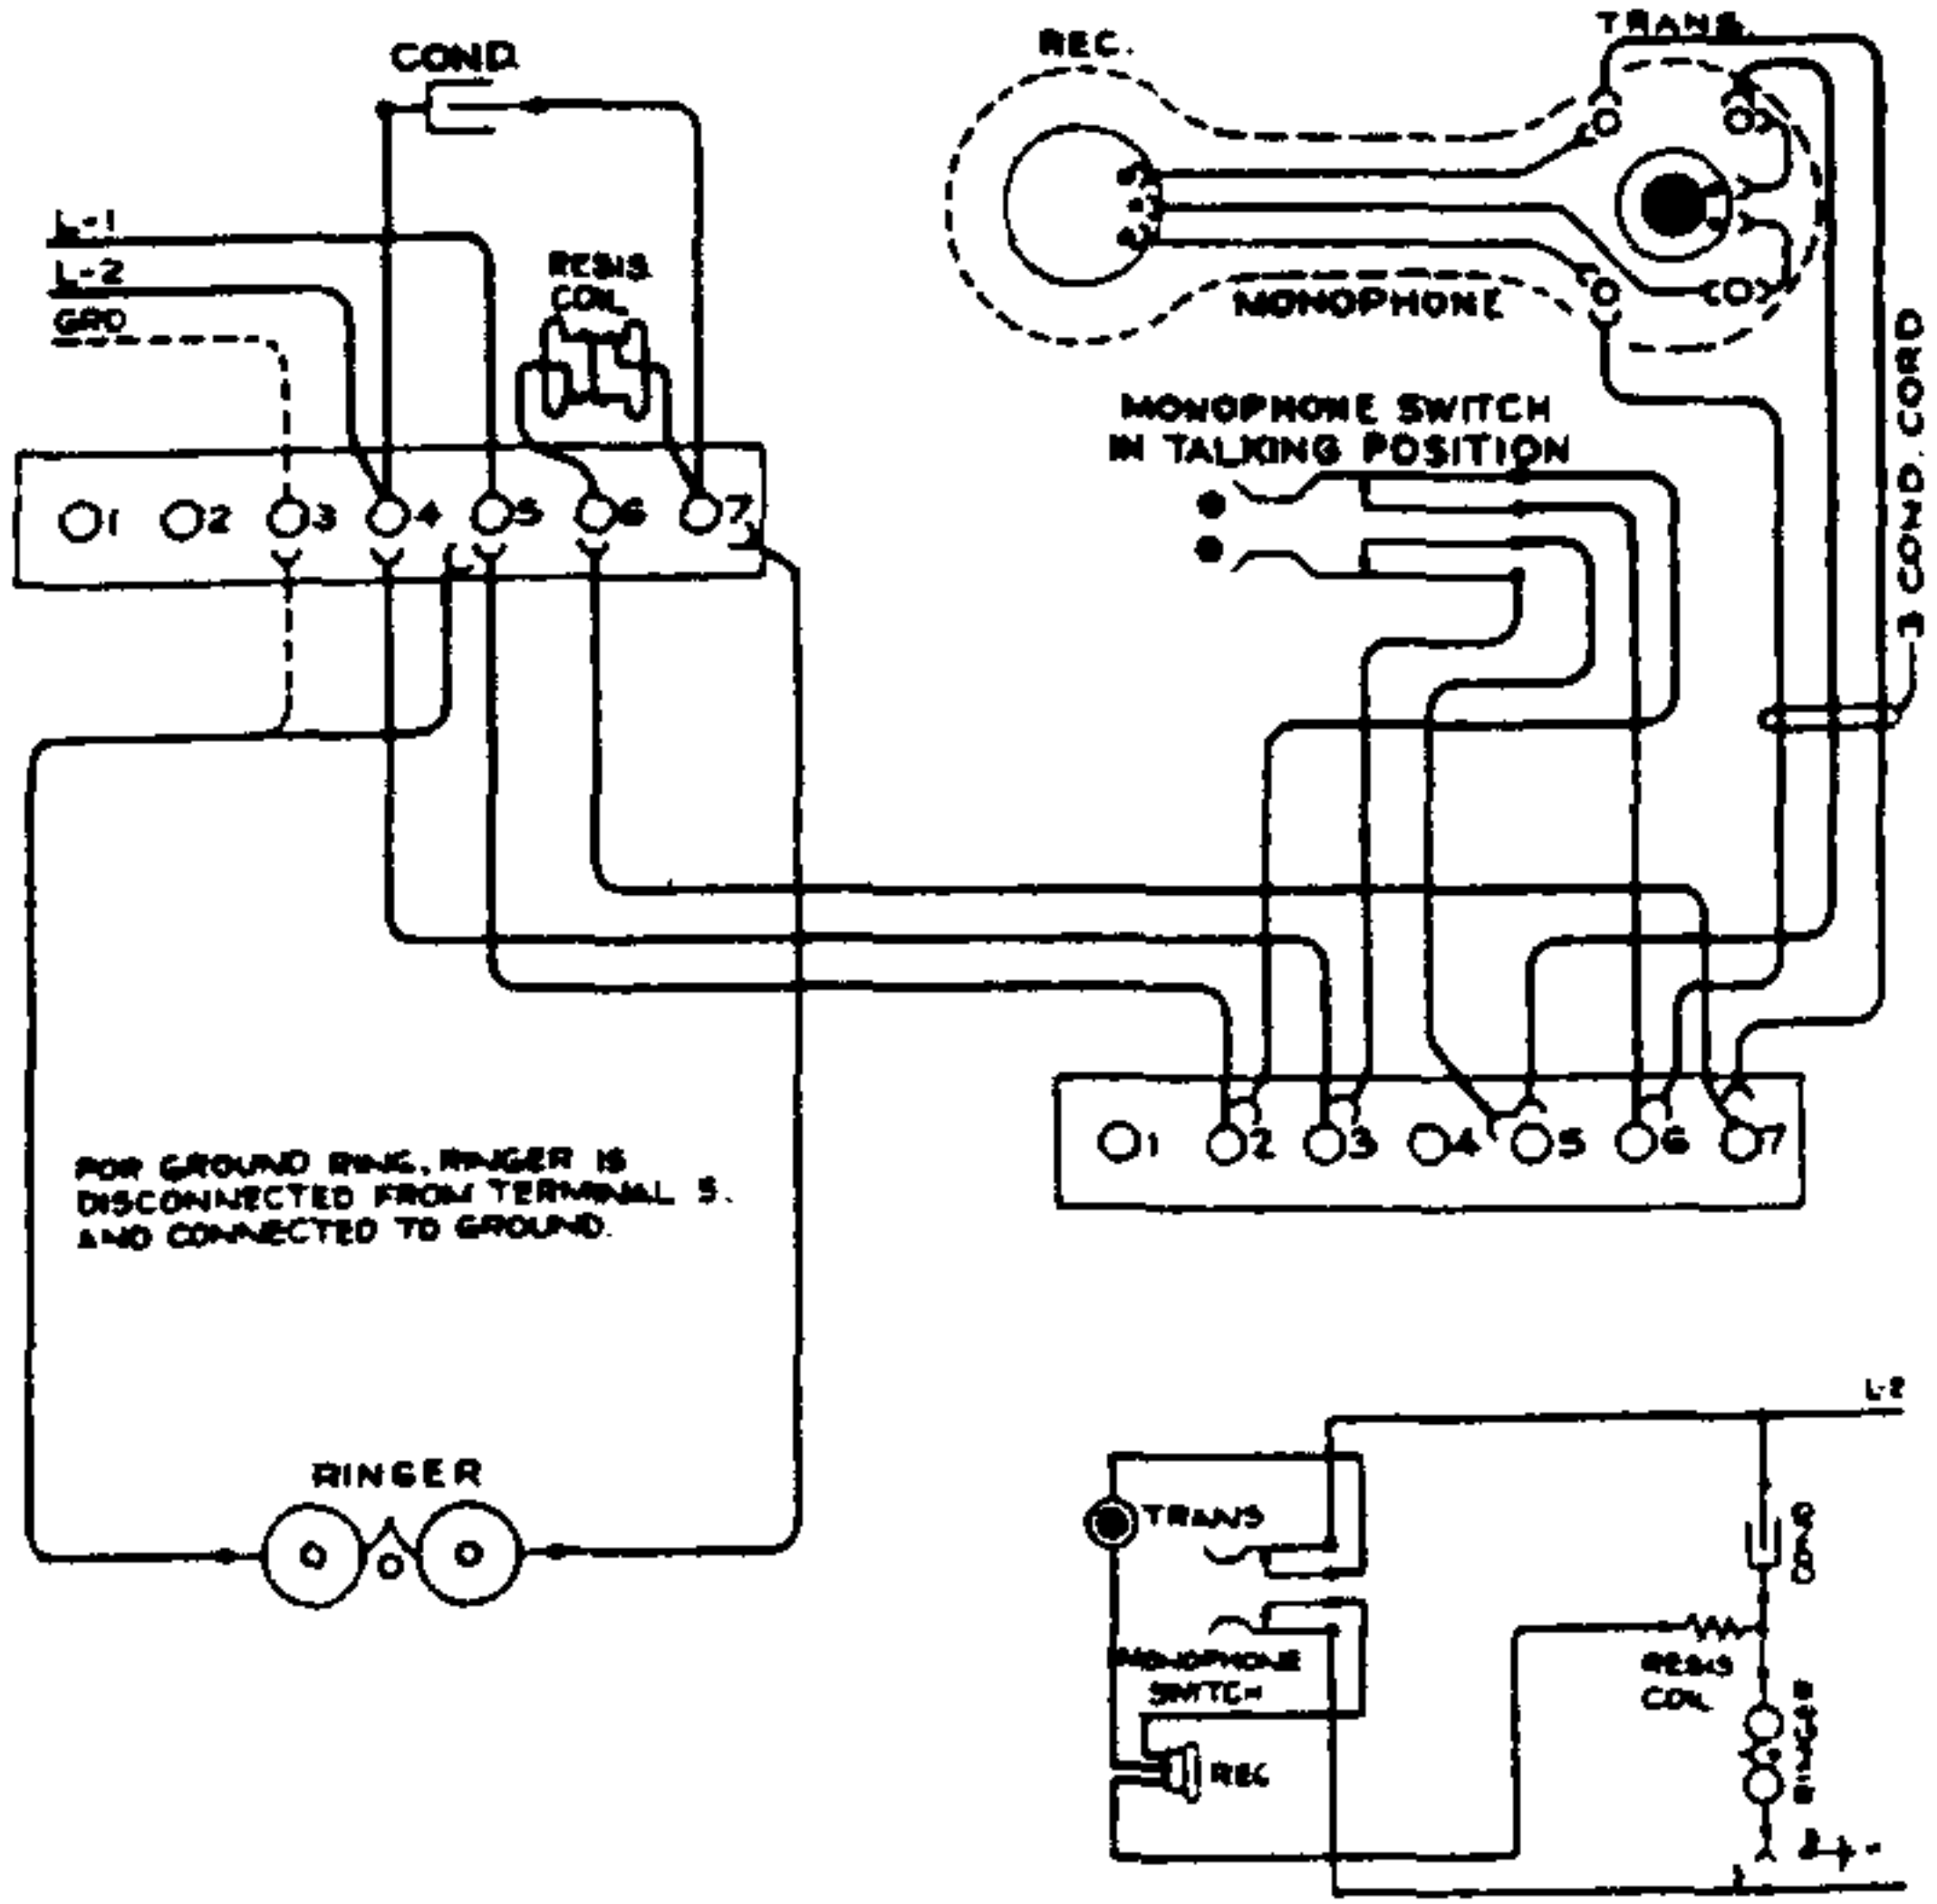 COND.
REC.
TRANS.
L-1
L-2
GRD
RESIS.
COIL
MONOPHONE
3 COND. CORD
MONOPHONE SWITCH
IN TALKING POSITION
1 2 3 4 5 6 7
1 2 3 4 5 6 7
FOR GROUND RING, RINGER IS
DISCONNECTED FROM TERMINAL 5.
AND CONNECTED TO GROUND.
RINGER
L-2
TRANS
MONOPHONE
SWITCH
REC
RESIS
COIL
RINGER